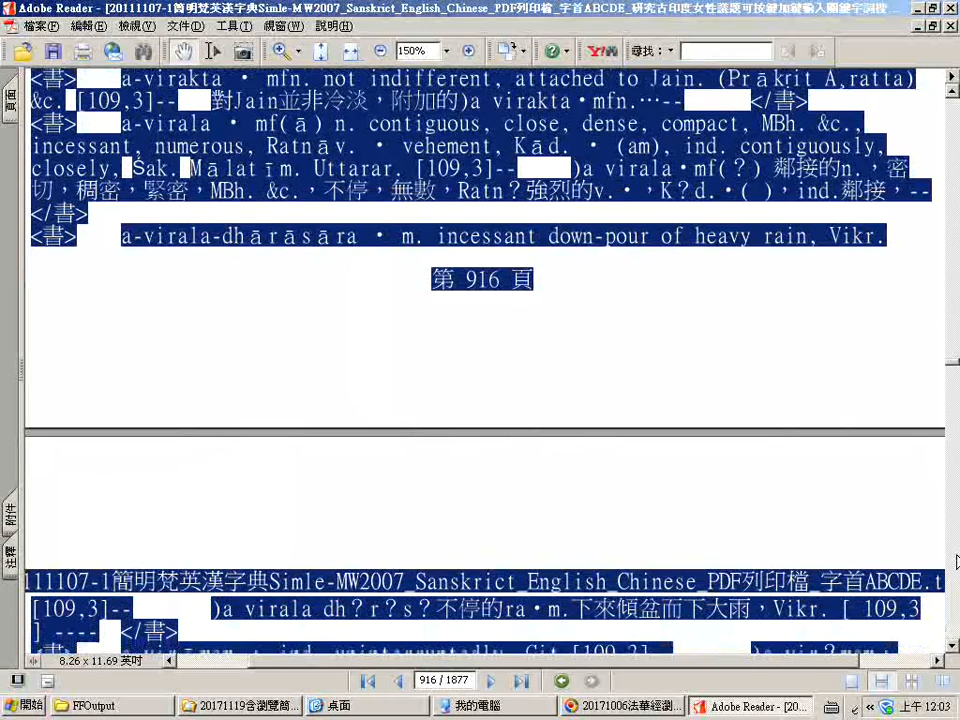 Adobe Reader - [20111107-1簡明梵英漢字典Simle-MW2007_Sanskrict_English_Chinese_PDF列印檔_字首ABCDE_研究古印度女性議題可按鍵加鍵輸入關鍵字詞搜...
檔案(F) 編輯(E) 檢視(V) 文件(D) 工具(T) 視窗(W) 說明(H)
150% 尋找：
頁面
<書> a-virakta • mfn. not indifferent, attached to Jain. (Prākrit A,ratta)
&c. [109,3]-- 對Jain並非冷淡，附加的)a virakta•mfn.…-- </書>
<書> a-virala • mf(ā) n. contiguous, close, dense, compact, MBh. &c.,
incessant, numerous, Ratnāv. • vehement, Kād. • (am), ind. contiguously,
closely, Śak. Mālatīm. Uttarar. [109,3]-- )a virala•mf(？) 鄰接的n.，密
切，稠密，緊密，MBh. &c.，不停，無數，Ratn？強烈的v.•，K？d.•( )，ind.鄰接，--
</書>
<書> a-virala-dhārāsāra • m. incessant down-pour of heavy rain, Vikr.
第 916 頁
附件
註釋
111107-1簡明梵英漢字典Simle-MW2007_Sanskrict_English_Chinese_PDF列印檔_字首ABCDE.t
[109,3]-- )a virala dh？r？s？不停的ra•m.下來傾盆而下大雨，Vikr. [ 109,3
] ---- </書>
8.26 x 11.69 英吋
916 / 1877
開始 FFOutput 20171119含瀏覽簡... 桌面 我的電腦 20171006法華經瀏... Adobe Reader - [20... 上午 12:03